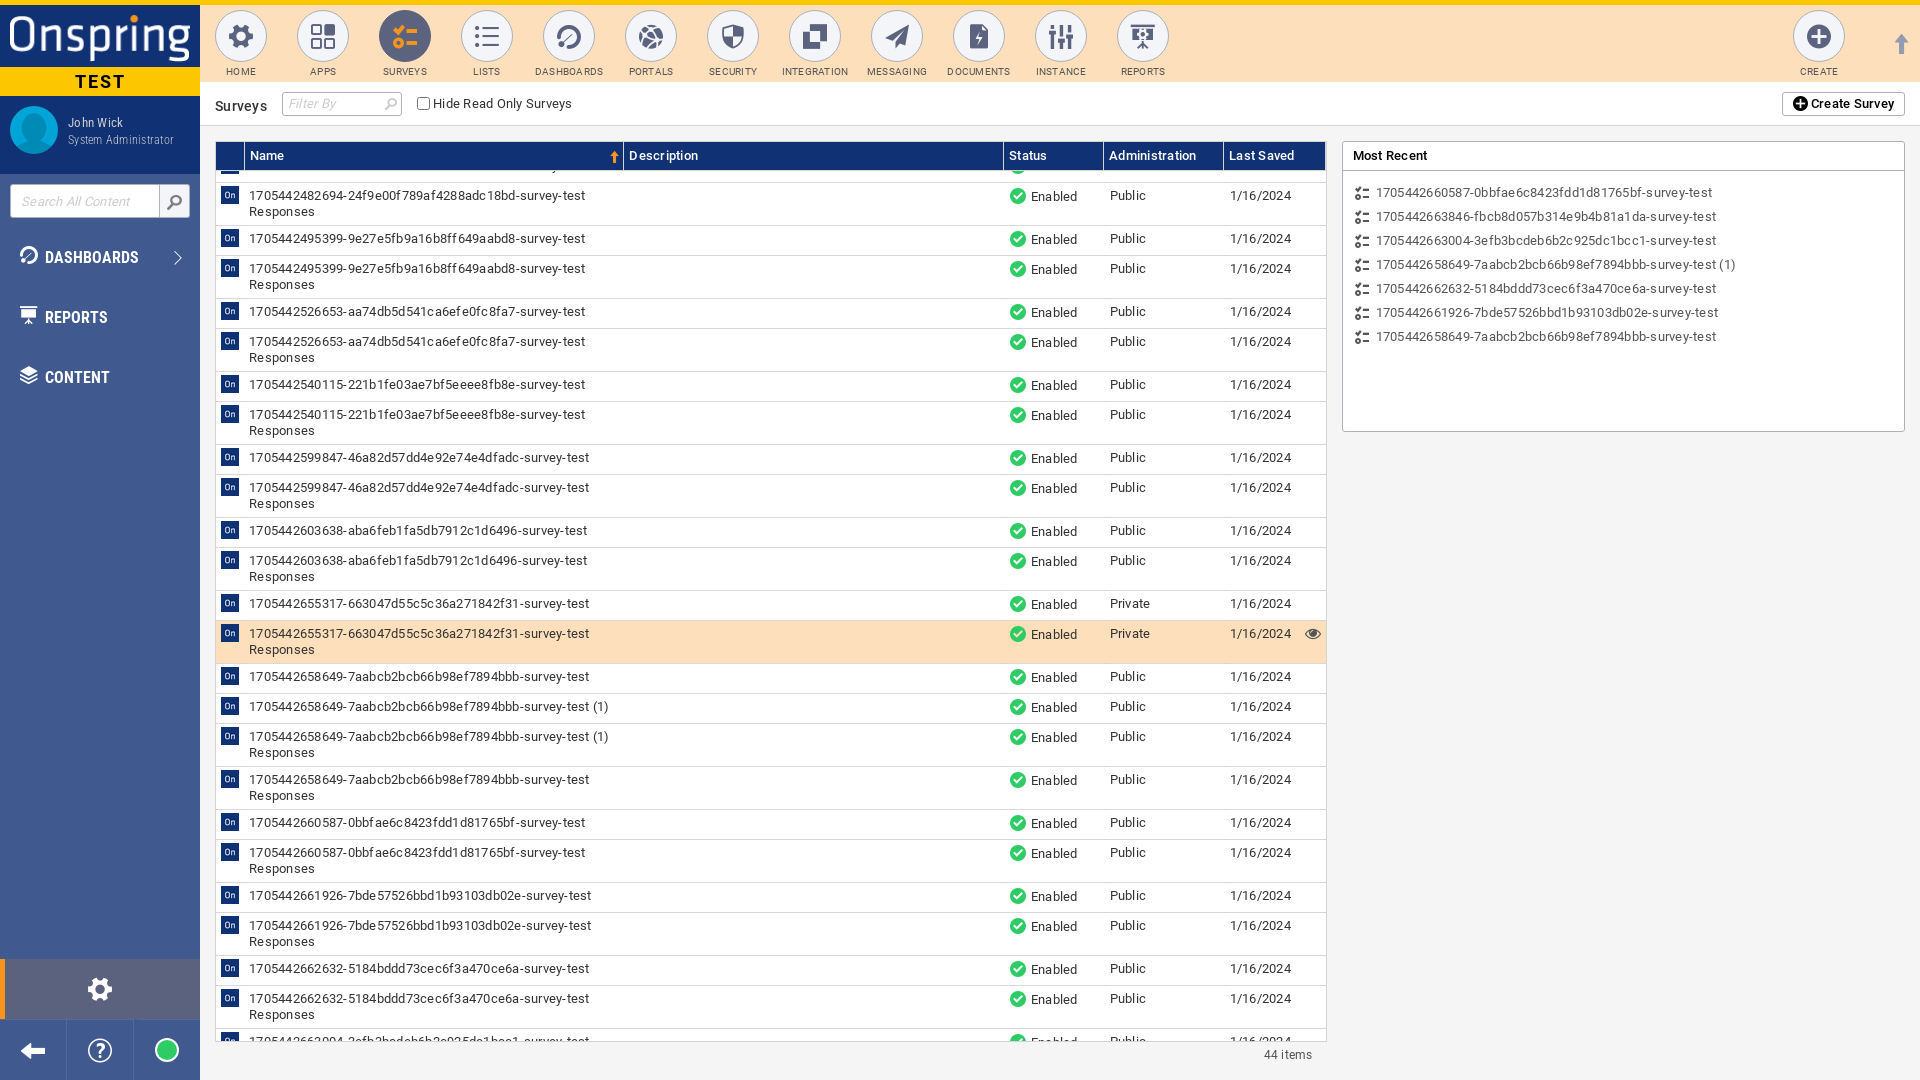 Onspring
TEST
John Wick
System Administrator
Search All Content
DASHBOARDS
REPORTS
CONTENT
HOME
APPS
SURVEYS
LISTS
DASHBOARDS
PORTALS
SECURITY
INTEGRATION
MESSAGING
DOCUMENTS
INSTANCE
REPORTS
CREATE
Surveys
Filter By
Hide Read Only Surveys
Create Survey
Name Description Status Administration Last Saved
On 1705442482694-24f9e00f789af4288adc18bd-survey-test Enabled Public 1/16/2024
Responses
On 1705442495399-9e27e5fb9a16b8ff649aabd8-survey-test Enabled Public 1/16/2024
On 1705442495399-9e27e5fb9a16b8ff649aabd8-survey-test Enabled Public 1/16/2024
Responses
On 1705442526653-aa74db5d541ca6efe0fc8fa7-survey-test Enabled Public 1/16/2024
On 1705442526653-aa74db5d541ca6efe0fc8fa7-survey-test Enabled Public 1/16/2024
Responses
On 1705442540115-221b1fe03ae7bf5eeee8fb8e-survey-test Enabled Public 1/16/2024
On 1705442540115-221b1fe03ae7bf5eeee8fb8e-survey-test Enabled Public 1/16/2024
Responses
On 1705442599847-46a82d57dd4e92e74e4dfadc-survey-test Enabled Public 1/16/2024
On 1705442599847-46a82d57dd4e92e74e4dfadc-survey-test Enabled Public 1/16/2024
Responses
On 1705442603638-aba6feb1fa5db7912c1d6496-survey-test Enabled Public 1/16/2024
On 1705442603638-aba6feb1fa5db7912c1d6496-survey-test Enabled Public 1/16/2024
Responses
On 1705442655317-663047d55c5c36a271842f31-survey-test Enabled Private 1/16/2024
On 1705442655317-663047d55c5c36a271842f31-survey-test Enabled Private 1/16/2024
Responses
On 1705442658649-7aabcb2bcb66b98ef7894bbb-survey-test Enabled Public 1/16/2024
On 1705442658649-7aabcb2bcb66b98ef7894bbb-survey-test (1) Enabled Public 1/16/2024
On 1705442658649-7aabcb2bcb66b98ef7894bbb-survey-test (1) Enabled Public 1/16/2024
Responses
On 1705442658649-7aabcb2bcb66b98ef7894bbb-survey-test Enabled Public 1/16/2024
Responses
On 1705442660587-0bbfae6c8423fdd1d81765bf-survey-test Enabled Public 1/16/2024
On 1705442660587-0bbfae6c8423fdd1d81765bf-survey-test Enabled Public 1/16/2024
Responses
On 1705442661926-7bde57526bbd1b93103db02e-survey-test Enabled Public 1/16/2024
On 1705442661926-7bde57526bbd1b93103db02e-survey-test Enabled Public 1/16/2024
Responses
On 1705442662632-5184bddd73cec6f3a470ce6a-survey-test Enabled Public 1/16/2024
On 1705442662632-5184bddd73cec6f3a470ce6a-survey-test Enabled Public 1/16/2024
Responses
44 items
Most Recent
1705442660587-0bbfae6c8423fdd1d81765bf-survey-test
1705442663846-fbcb8d057b314e9b4b81a1da-survey-test
1705442663004-3efb3bcdeb6b2c925dc1bcc1-survey-test
1705442658649-7aabcb2bcb66b98ef7894bbb-survey-test (1)
1705442662632-5184bddd73cec6f3a470ce6a-survey-test
1705442661926-7bde57526bbd1b93103db02e-survey-test
1705442658649-7aabcb2bcb66b98ef7894bbb-survey-test